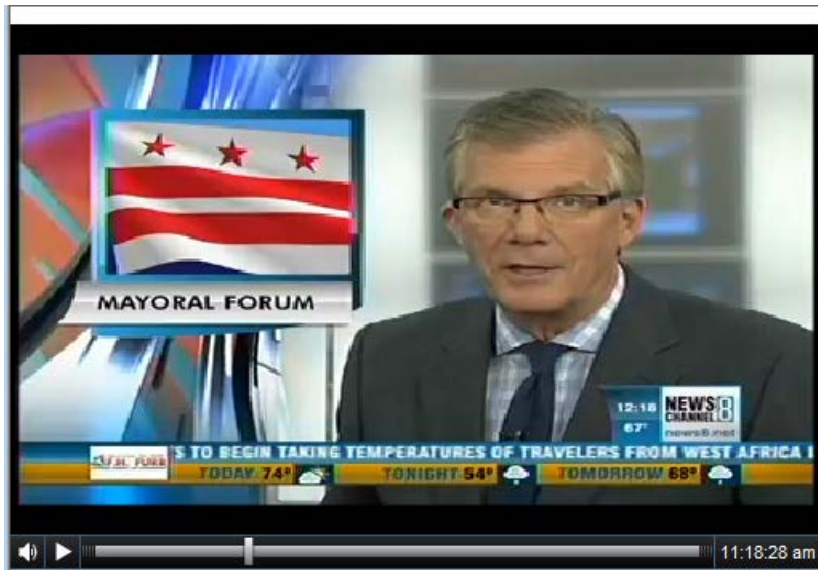 MAYORAL FORUM
12:18
67°
NEWS
CHANNEL 8
news8.net
S TO BEGIN TAKING TEMPERATURES OF TRAVELERS FROM WEST AFRICA
TODAY 74° TONIGHT 54° TOMORROW 68°
11:18:28 am